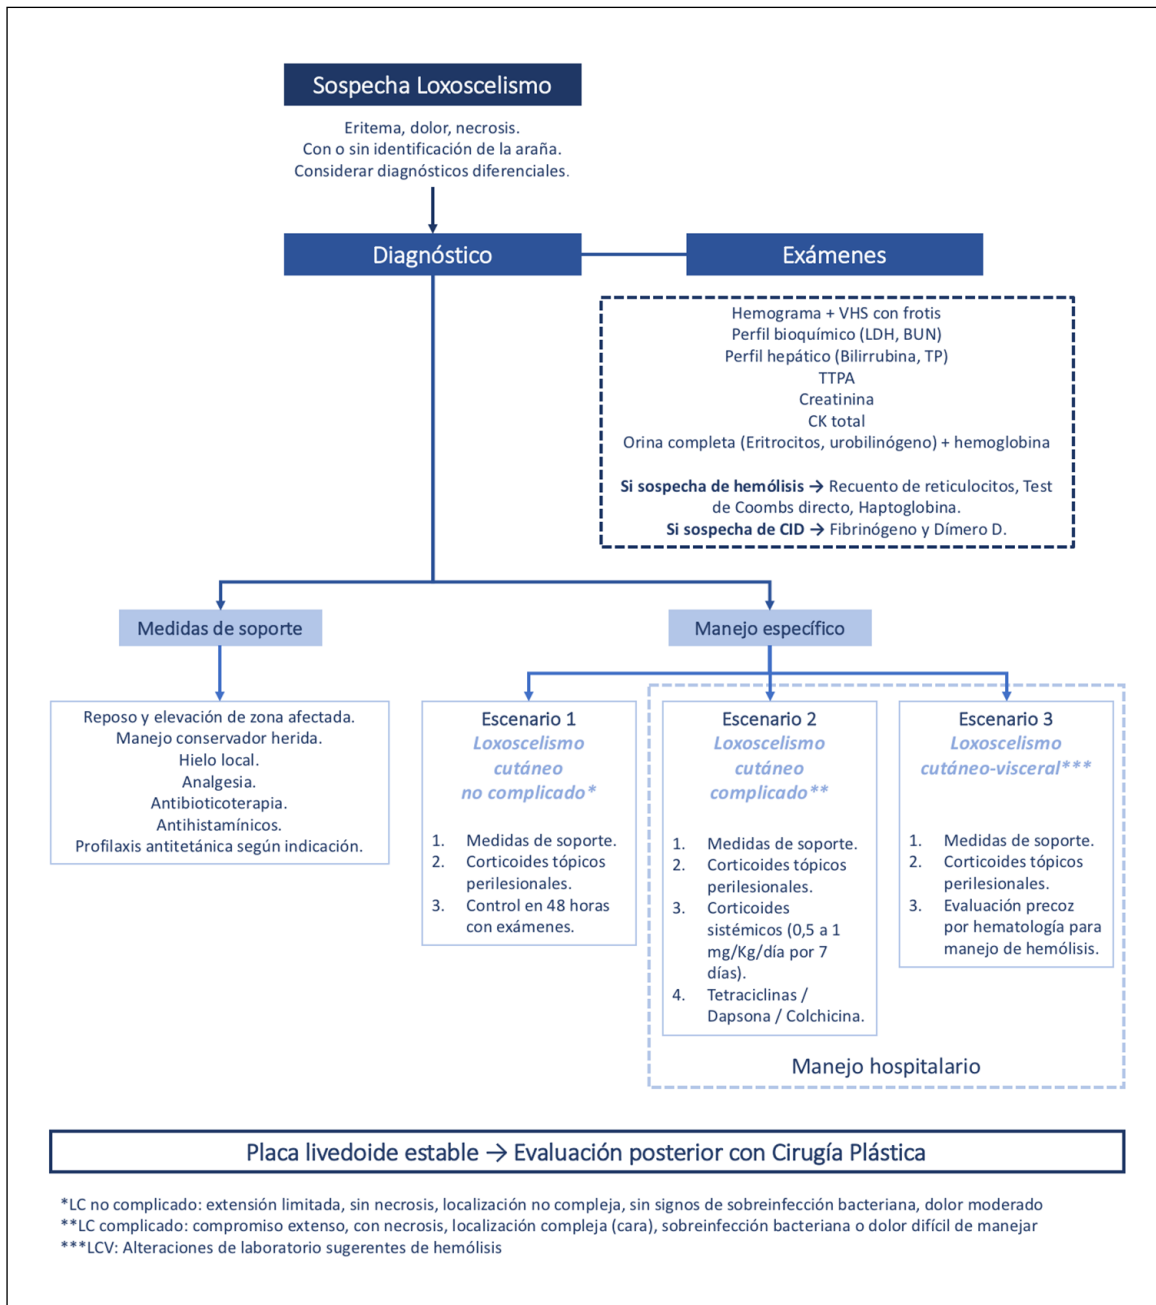 Sospecha Loxoscelismo
Eritema, dolor, necrosis.
Con o sin identificación de la araña.
Considerar diagnósticos diferenciales.
Diagnóstico
Exámenes
Hemograma + VHS con frotis
Perfil bioquímico (LDH, BUN)
Perfil hepático (Bilirrubina, TP)
TTPA
Creatinina
CK total
Orina completa (Eritrocitos, urobilinógeno) + hemoglobina
Si sospecha de hemólisis → Recuento de reticulocitos, Test
de Coombs directo, Haptoglobina.
Si sospecha de CID → Fibrinógeno y Dímero D.
Medidas de soporte
Manejo específico
Reposo y elevación de zona afectada.
Manejo conservador herida.
Hielo local.
Analgesia.
Antibioticoterapia.
Antihistamínicos.
Profilaxis antitetánica según indicación.
Escenario 1
Loxoscelismo
cutáneo
no complicado*
1. Medidas de soporte.
2. Corticoides tópicos
perilesionales.
3. Control en 48 horas
con exámenes.
Escenario 2
Loxoscelismo
cutáneo
complicado**
1. Medidas de soporte.
2. Corticoides tópicos
perilesionales.
3. Corticoides
sistémicos (0,5 a 1
mg/Kg/día por 7
días).
4. Tetraciclinas /
Dapsona / Colchicina.
Escenario 3
Loxoscelismo
cutáneo-visceral***
1. Medidas de soporte.
2. Corticoides tópicos
perilesionales.
3. Evaluación precoz
por hematología para
manejo de hemólisis.
Manejo hospitalario
Placa livedoide estable → Evaluación posterior con Cirugía Plástica
*LC no complicado: extensión limitada, sin necrosis, localización no compleja, sin signos de sobreinfección bacteriana, dolor moderado
**LC complicado: compromiso extenso, con necrosis, localización compleja (cara), sobreinfección bacteriana o dolor difícil de manejar
***LCV: Alteraciones de laboratorio sugerentes de hemólisis